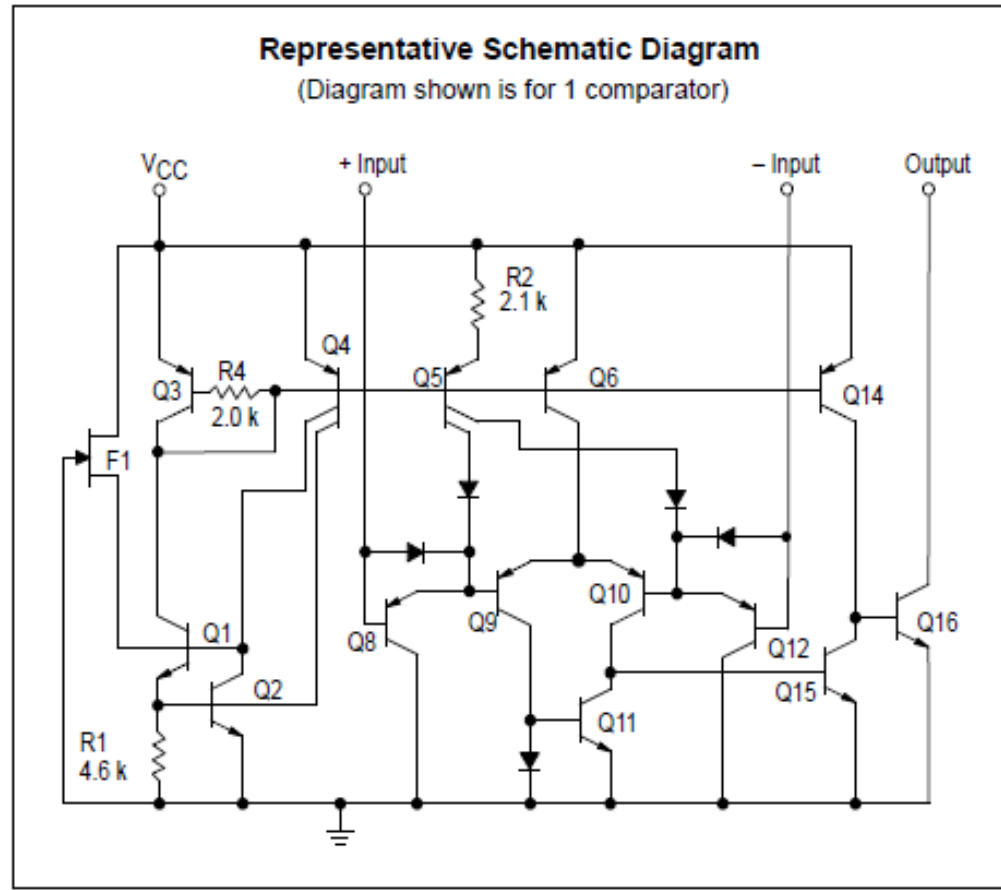 Representative Schematic Diagram
(Diagram shown is for 1 comparator)
VCC
+ Input
– Input
Output
R2
2.1 k
Q4
Q3
R4
2.0 k
Q5
Q6
Q14
F1
Q8
Q9
Q10
Q12
Q16
Q1
Q2
Q15
Q11
R1
4.6 k